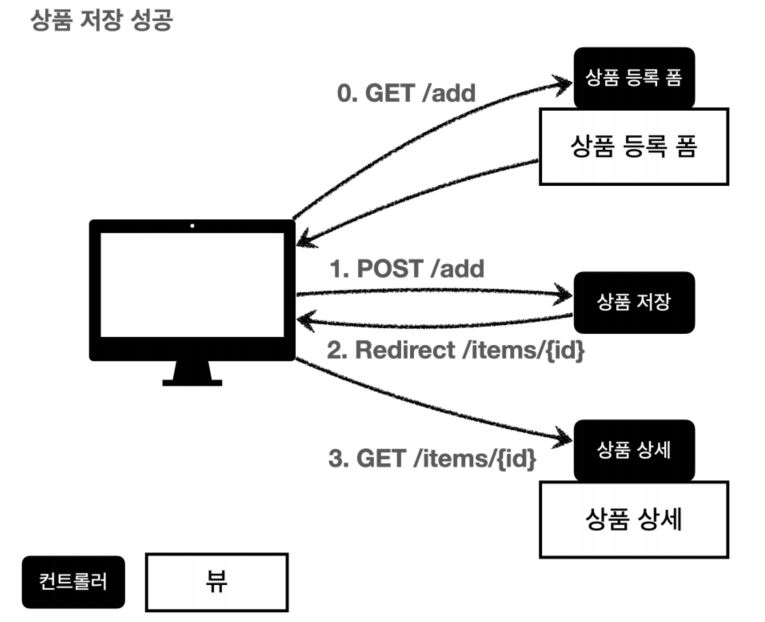 상품 저장 성공
0. GET /add
상품 등록 폼
상품 등록 폼
1. POST /add
상품 저장
2. Redirect /items/{id}
3. GET /items/{id}
상품 상세
상품 상세
컨트롤러
뷰